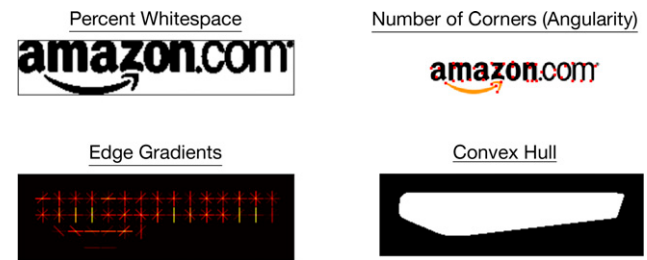 Percent Whitespace
Number of Corners (Angularity)
amazon.com
amazon.com
Edge Gradients
Convex Hull